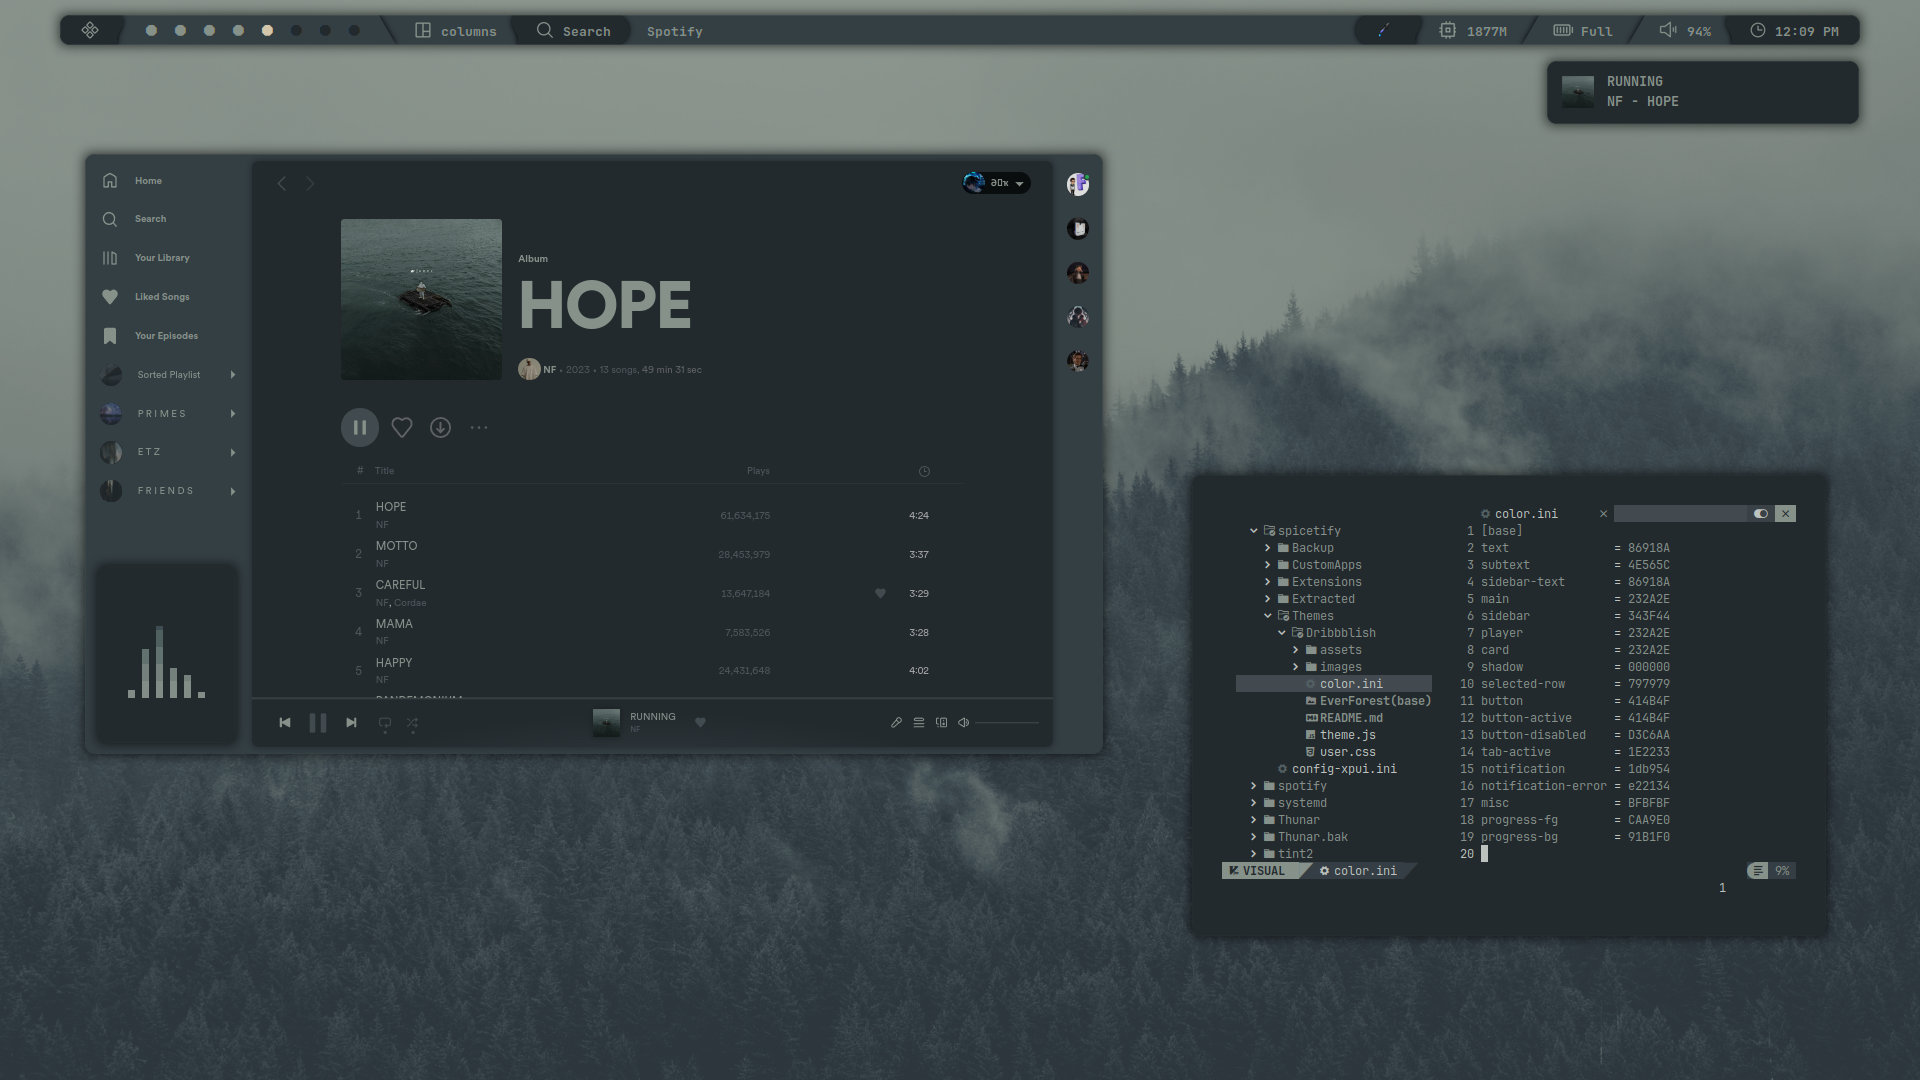 columns
Search
Spotify
1877M
Full
94%
12:09 PM
RUNNING
NF - HOPE
Home
Search
Your Library
Liked Songs
Your Episodes
Sorted Playlist
PRIMES
ETZ
FRIENDS
Album
HOPE
NF • 2023 • 13 songs, 49 min 31 sec
# Title Plays
1 HOPE 61,634,175 4:24
NF
2 MOTTO 28,453,979 3:37
NF
3 CAREFUL 13,647,184 3:29
NF, Cordae
4 MAMA 7,583,526 3:28
NF
5 HAPPY 24,431,648 4:02
NF
PANDEMONIUM
RUNNING
NF
color.ini
spicetify
Backup
CustomApps
Extensions
Extracted
Themes
Dribbblish
assets
images
color.ini
EverForest(base)
README.md
theme.js
user.css
config-xpui.ini
spotify
systemd
Thunar
Thunar.bak
tint2
1 [base]
2 text = 86918A
3 subtext = 4E565C
4 sidebar-text = 86918A
5 main = 232A2E
6 sidebar = 343F44
7 player = 232A2E
8 card = 232A2E
9 shadow = 000000
10 selected-row = 797979
11 button = 414B4F
12 button-active = 414B4F
13 button-disabled = D3C6AA
14 tab-active = 1E2233
15 notification = 1db954
16 notification-error = e22134
17 misc = BFBFBF
18 progress-fg = CAA9E0
19 progress-bg = 91B1F0
20
VISUAL color.ini 9%
1